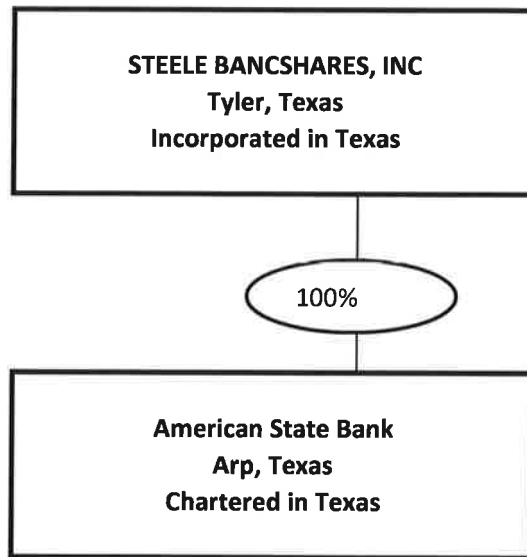 STEELE BANCSHARES, INC
Tyler, Texas
Incorporated in Texas
100%
American State Bank
Arp, Texas
Chartered in Texas